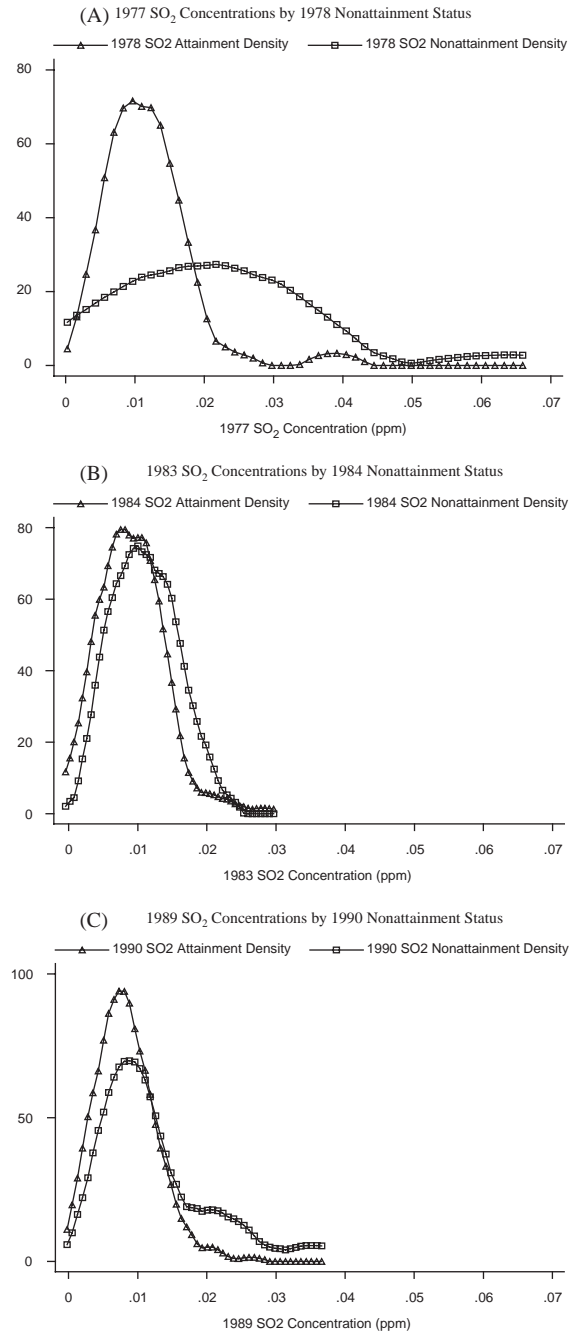 (A) 1977 SO₂ Concentrations by 1978 Nonattainment Status
1978 SO2 Attainment Density 1978 SO2 Nonattainment Density
80
60
40
20
0
0 .01 .02 .03 .04 .05 .06 .07
1977 SO₂ Concentration (ppm)
(B) 1983 SO₂ Concentrations by 1984 Nonattainment Status
1984 SO2 Attainment Density 1984 SO2 Nonattainment Density
80
60
40
20
0
0 .01 .02 .03 .04 .05 .06 .07
1983 SO2 Concentration (ppm)
(C) 1989 SO₂ Concentrations by 1990 Nonattainment Status
1990 SO2 Attainment Density 1990 SO2 Nonattainment Density
100
50
0
0 .01 .02 .03 .04 .05 .06 .07
1989 SO2 Concentration (ppm)